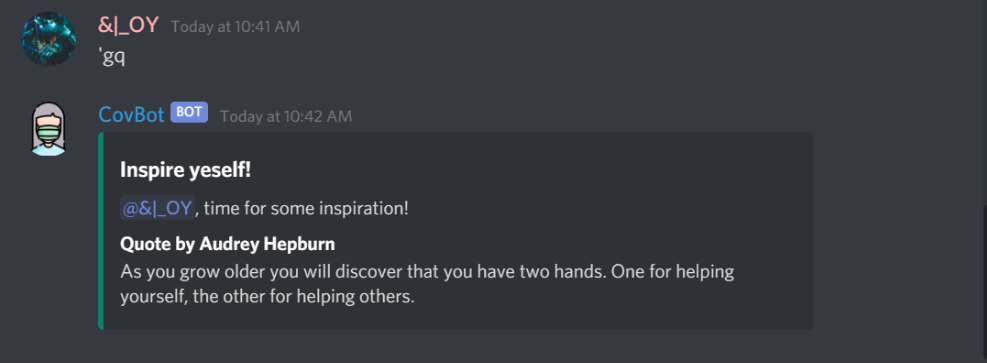 &|_OY Today at 10:41 AM
'gq
CovBot BOT Today at 10:42 AM
Inspire yeself!
@&|_OY, time for some inspiration!
Quote by Audrey Hepburn
As you grow older you will discover that you have two hands. One for helping
yourself, the other for helping others.